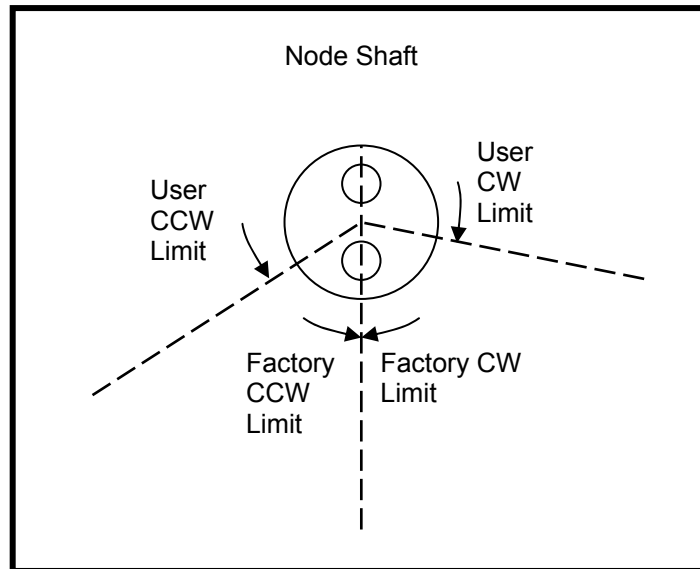 Node Shaft
User
CCW
Limit
User
CW
Limit
Factory
CCW
Limit
Factory CW
Limit